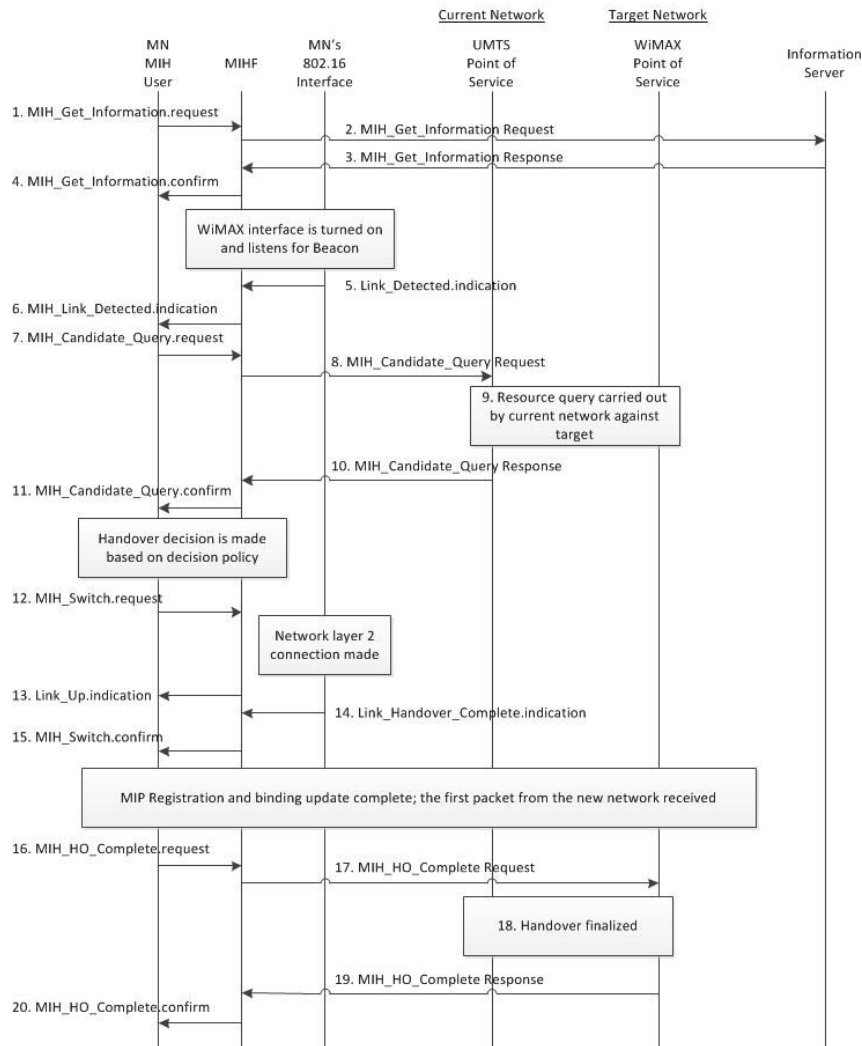 Current Network
Target Network
MN
MIH
User
MIHF
MN's
802.16
Interface
UMTS
Point of
Service
WiMAX
Point of
Service
Information
Server
1. MIH_Get_Information.request
2. MIH_Get_Information Request
3. MIH_Get_Information Response
4. MIH_Get_Information.confirm
WiMAX interface is turned on
and listens for Beacon
5. Link_Detected.indication
6. MIH_Link_Detected.indication
7. MIH_Candidate_Query.request
8. MIH_Candidate_Query Request
9. Resource query carried out
by current network against
target
10. MIH_Candidate_Query Response
11. MIH_Candidate_Query.confirm
Handover decision is made
based on decision policy
12. MIH_Switch.request
Network layer 2
connection made
13. Link_Up.indication
14. Link_Handover_Complete.indication
15. MIH_Switch.confirm
MIP Registration and binding update complete; the first packet from the new network received
16. MIH_HO_Complete.request
17. MIH_HO_Complete Request
18. Handover finalized
19. MIH_HO_Complete Response
20. MIH_HO_Complete.confirm